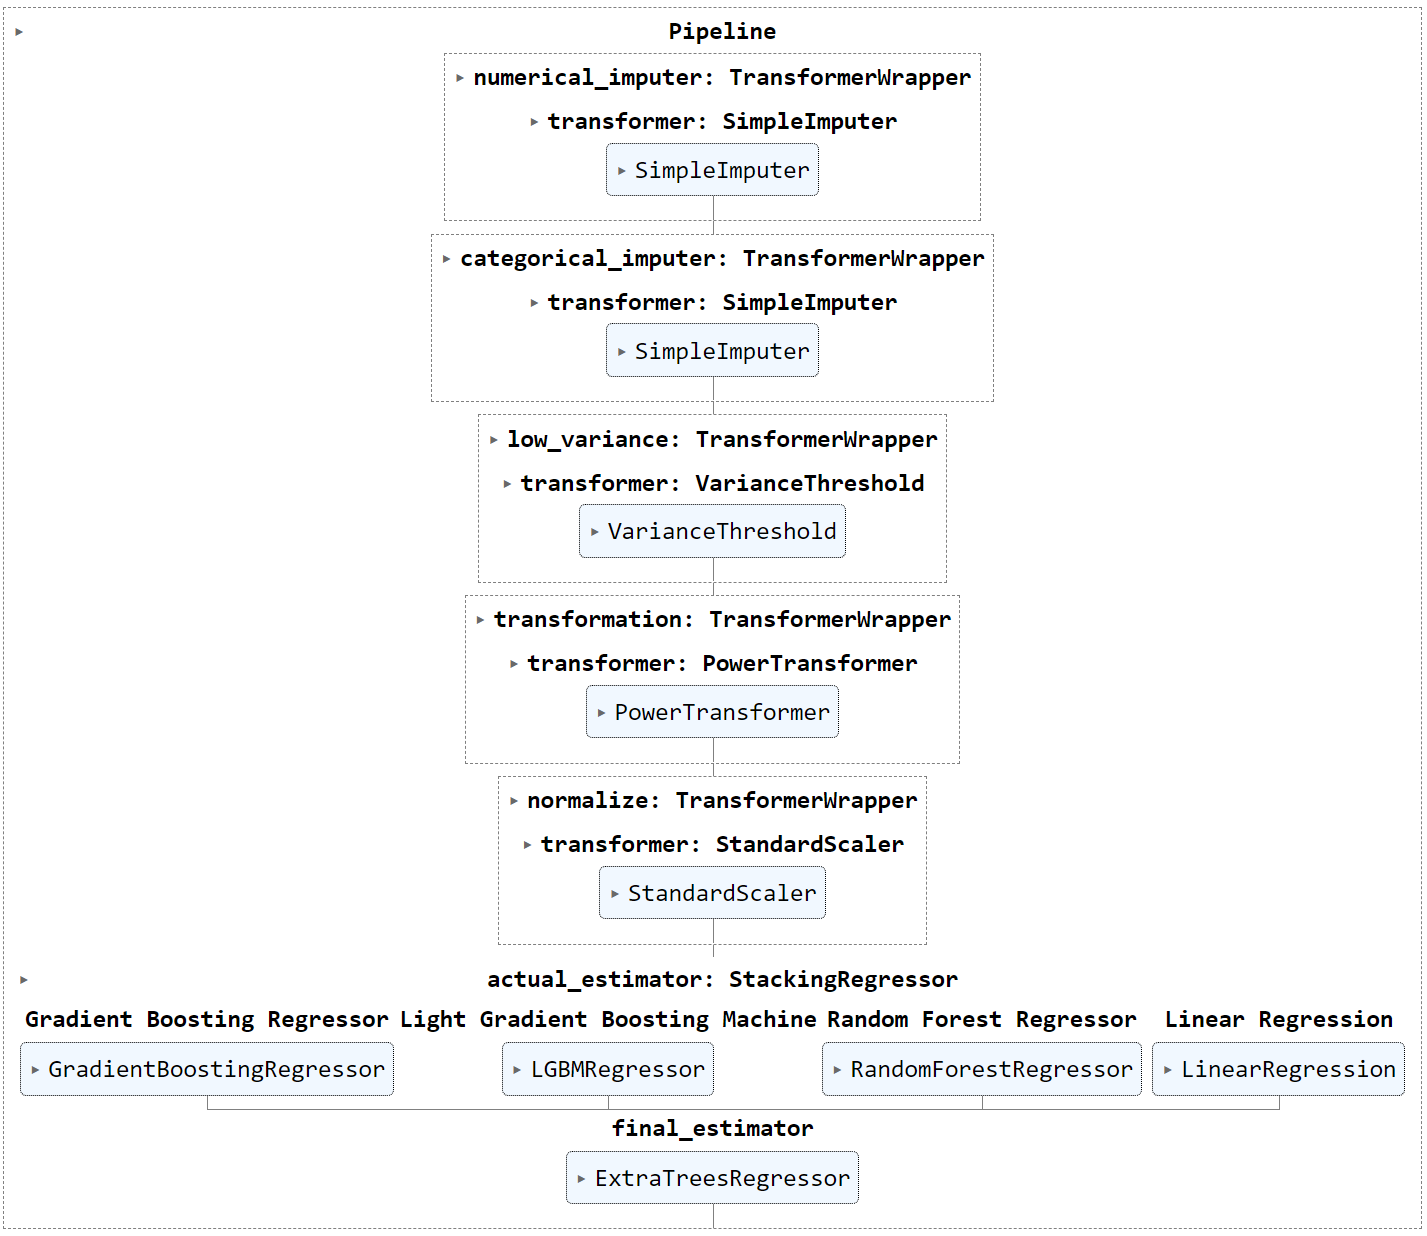 Pipeline
numerical_imputer: TransformerWrapper
transformer: SimpleImputer
SimpleImputer
categorical_imputer: TransformerWrapper
transformer: SimpleImputer
SimpleImputer
low_variance: TransformerWrapper
transformer: VarianceThreshold
VarianceThreshold
transformation: TransformerWrapper
transformer: PowerTransformer
PowerTransformer
normalize: TransformerWrapper
transformer: StandardScaler
StandardScaler
actual_estimator: StackingRegressor
Gradient Boosting Regressor Light Gradient Boosting Machine Random Forest Regressor Linear Regression
GradientBoostingRegressor LGBMRegressor RandomForestRegressor LinearRegression
final_estimator
ExtraTreesRegressor